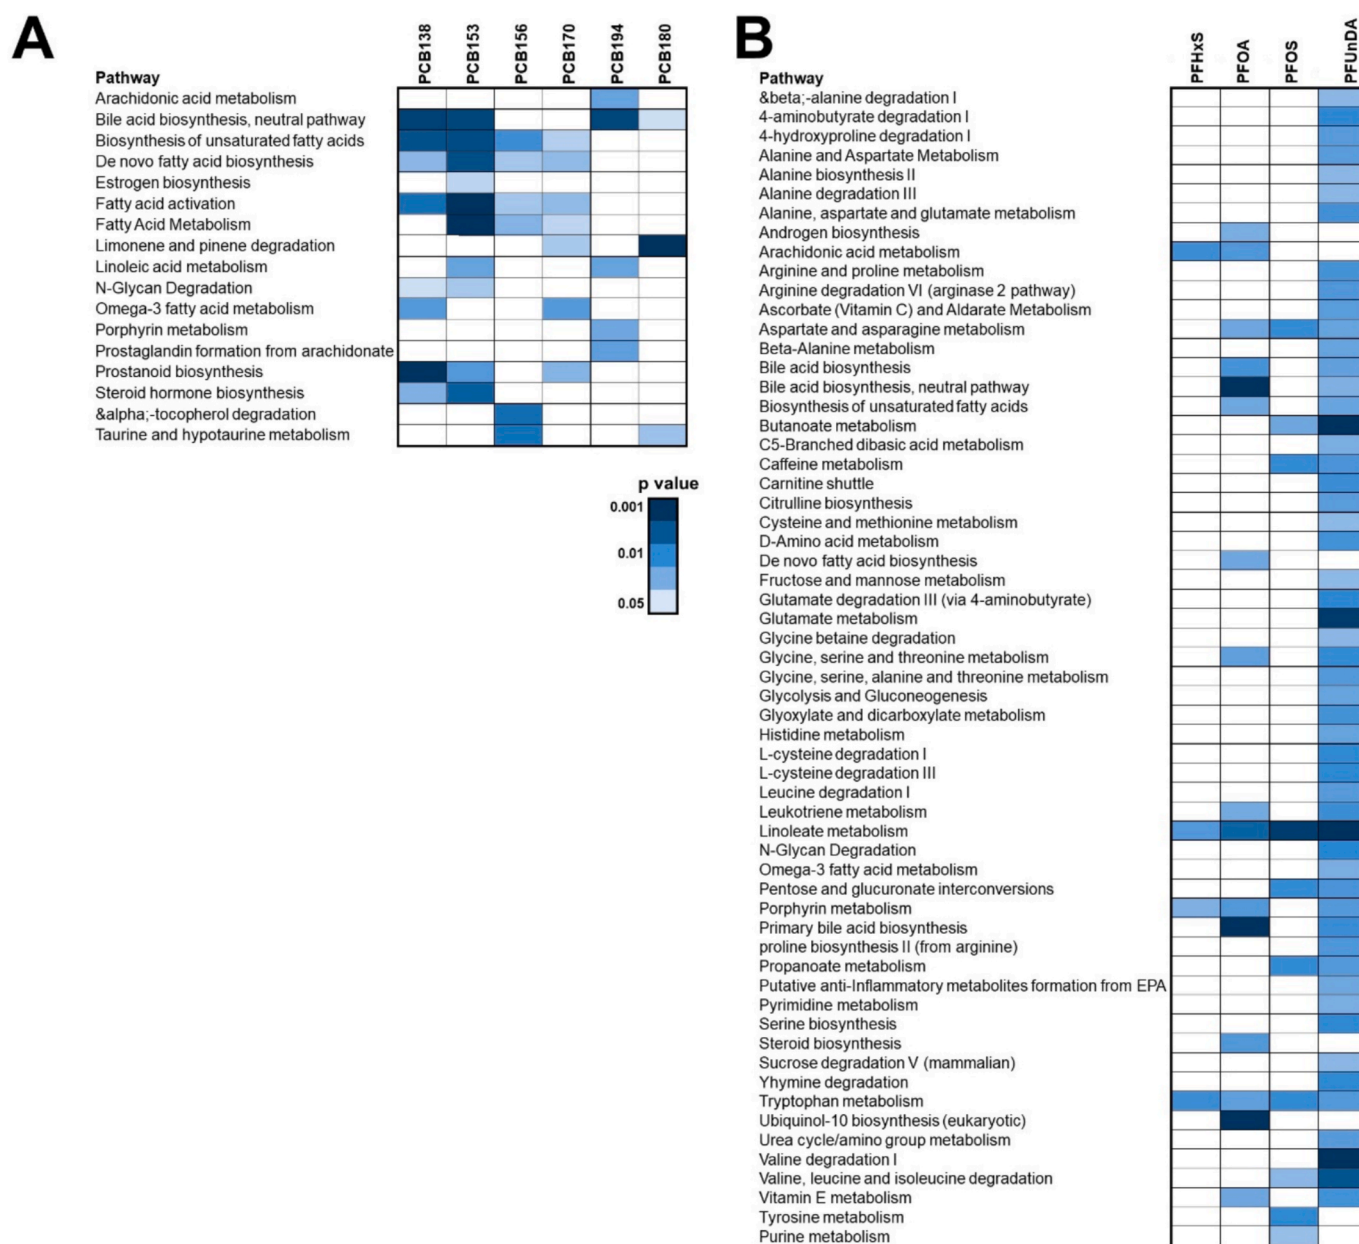 A
PCB138
PCB153
PCB156
PCB170
PCB194
PCB180
Pathway
Arachidonic acid metabolism
Bile acid biosynthesis, neutral pathway
Biosynthesis of unsaturated fatty acids
De novo fatty acid biosynthesis
Estrogen biosynthesis
Fatty acid activation
Fatty Acid Metabolism
Limonene and pinene degradation
Linoleic acid metabolism
N-Glycan Degradation
Omega-3 fatty acid metabolism
Porphyrin metabolism
Prostaglandin formation from arachidonate
Prostanoid biosynthesis
Steroid hormone biosynthesis
&alpha;-tocopherol degradation
Taurine and hypotaurine metabolism
p value
0.001
0.01
0.05
B
PFHxS
PFOA
PFOS
PFUnDA
Pathway
&beta;-alanine degradation I
4-aminobutyrate degradation I
4-hydroxyproline degradation I
Alanine and Aspartate Metabolism
Alanine biosynthesis II
Alanine degradation III
Alanine, aspartate and glutamate metabolism
Androgen biosynthesis
Arachidonic acid metabolism
Arginine and proline metabolism
Arginine degradation VI (arginase 2 pathway)
Ascorbate (Vitamin C) and Aldarate Metabolism
Aspartate and asparagine metabolism
Beta-Alanine metabolism
Bile acid biosynthesis
Bile acid biosynthesis, neutral pathway
Biosynthesis of unsaturated fatty acids
Butanoate metabolism
C5-Branched dibasic acid metabolism
Caffeine metabolism
Carnitine shuttle
Citrulline biosynthesis
Cysteine and methionine metabolism
D-Amino acid metabolism
De novo fatty acid biosynthesis
Fructose and mannose metabolism
Glutamate degradation III (via 4-aminobutyrate)
Glutamate metabolism
Glycine betaine degradation
Glycine, serine and threonine metabolism
Glycine, serine, alanine and threonine metabolism
Glycolysis and Gluconeogenesis
Glyoxylate and dicarboxylate metabolism
Histidine metabolism
L-cysteine degradation I
L-cysteine degradation III
Leucine degradation I
Leukotriene metabolism
Linoleate metabolism
N-Glycan Degradation
Omega-3 fatty acid metabolism
Pentose and glucuronate interconversions
Porphyrin metabolism
Primary bile acid biosynthesis
proline biosynthesis II (from arginine)
Propanoate metabolism
Putative anti-Inflammatory metabolites formation from EPA
Pyrimidine metabolism
Serine biosynthesis
Steroid biosynthesis
Sucrose degradation V (mammalian)
Yhymine degradation
Tryptophan metabolism
Ubiquinol-10 biosynthesis (eukaryotic)
Urea cycle/amino group metabolism
Valine degradation I
Valine, leucine and isoleucine degradation
Vitamin E metabolism
Tyrosine metabolism
Purine metabolism